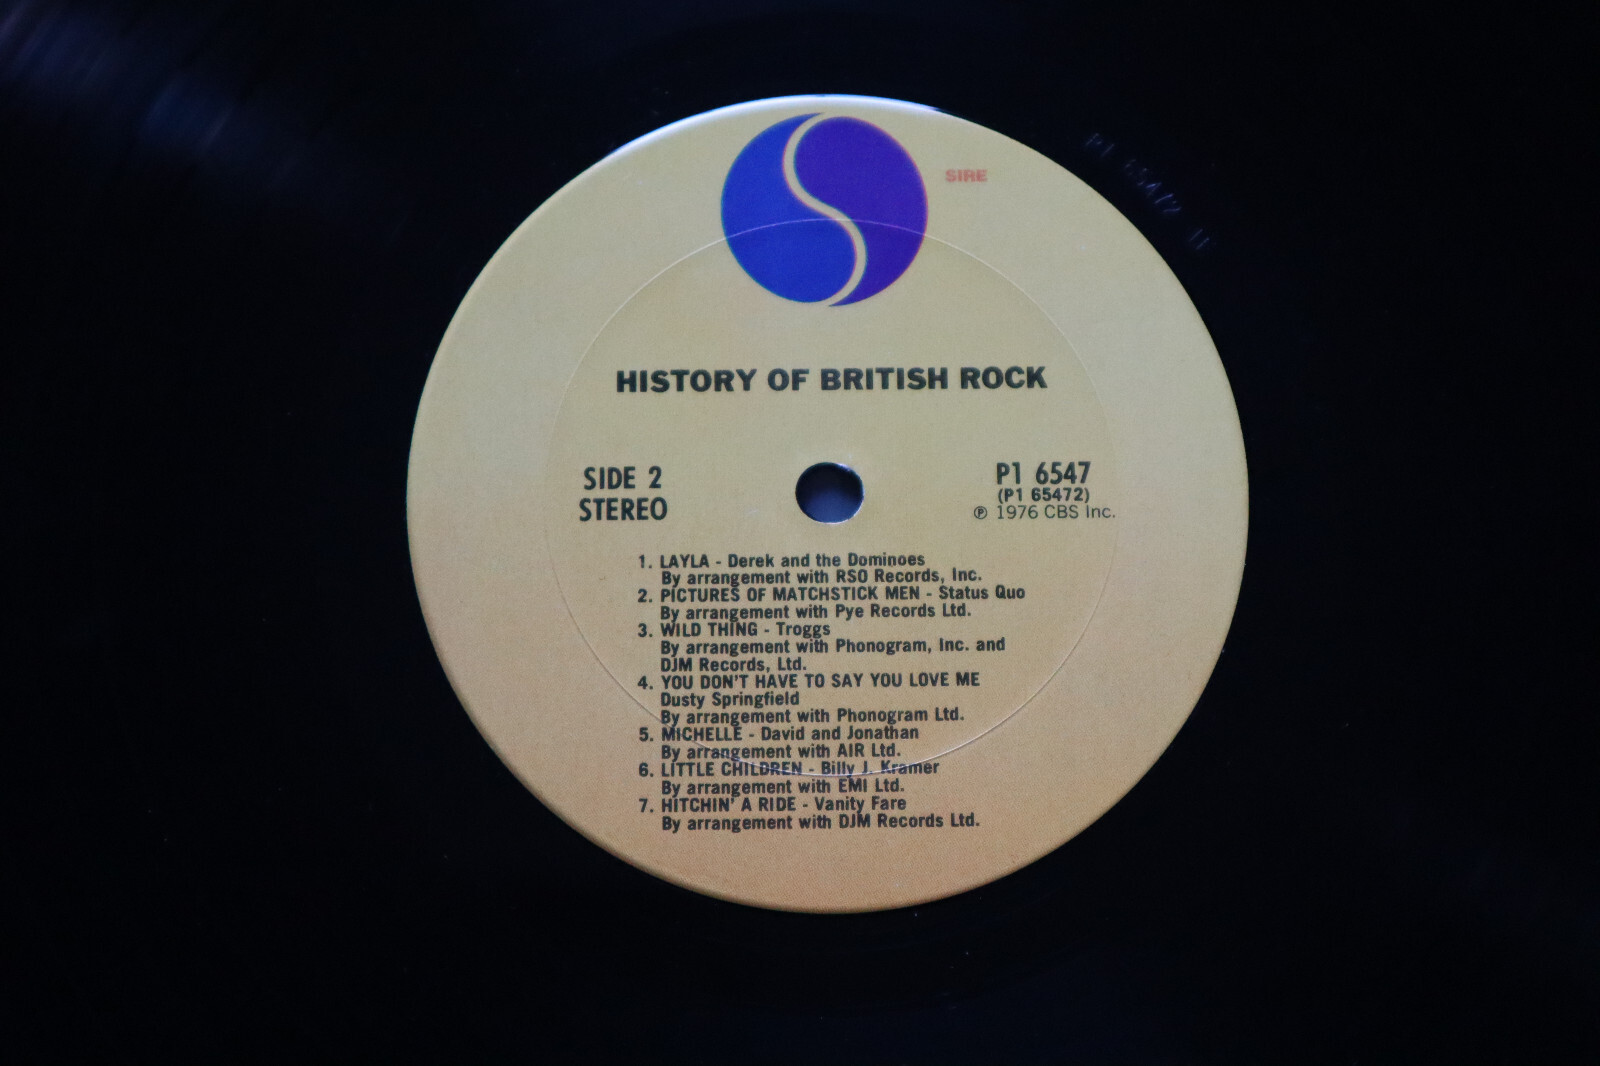 SIRE
HISTORY OF BRITISH ROCK
SIDE 2
STEREO
P1 6547
(P1 65472)
℗ 1976 CBS Inc.
1. LAYLA - Derek and the Dominoes
By arrangement with RSO Records, Inc.
2. PICTURES OF MATCHSTICK MEN - Status Quo
By arrangement with Pye Records Ltd.
3. WILD THING - Troggs
By arrangement with Phonogram, Inc. and
DJM Records, Ltd.
4. YOU DON'T HAVE TO SAY YOU LOVE ME
Dusty Springfield
By arrangement with Phonogram Ltd.
5. MICHELLE - David and Jonathan
By arrangement with AIR Ltd.
6. LITTLE CHILDREN - Billy J. Kramer
By arrangement with EMI Ltd.
7. HITCHIN' A RIDE - Vanity Fare
By arrangement with DJM Records Ltd.